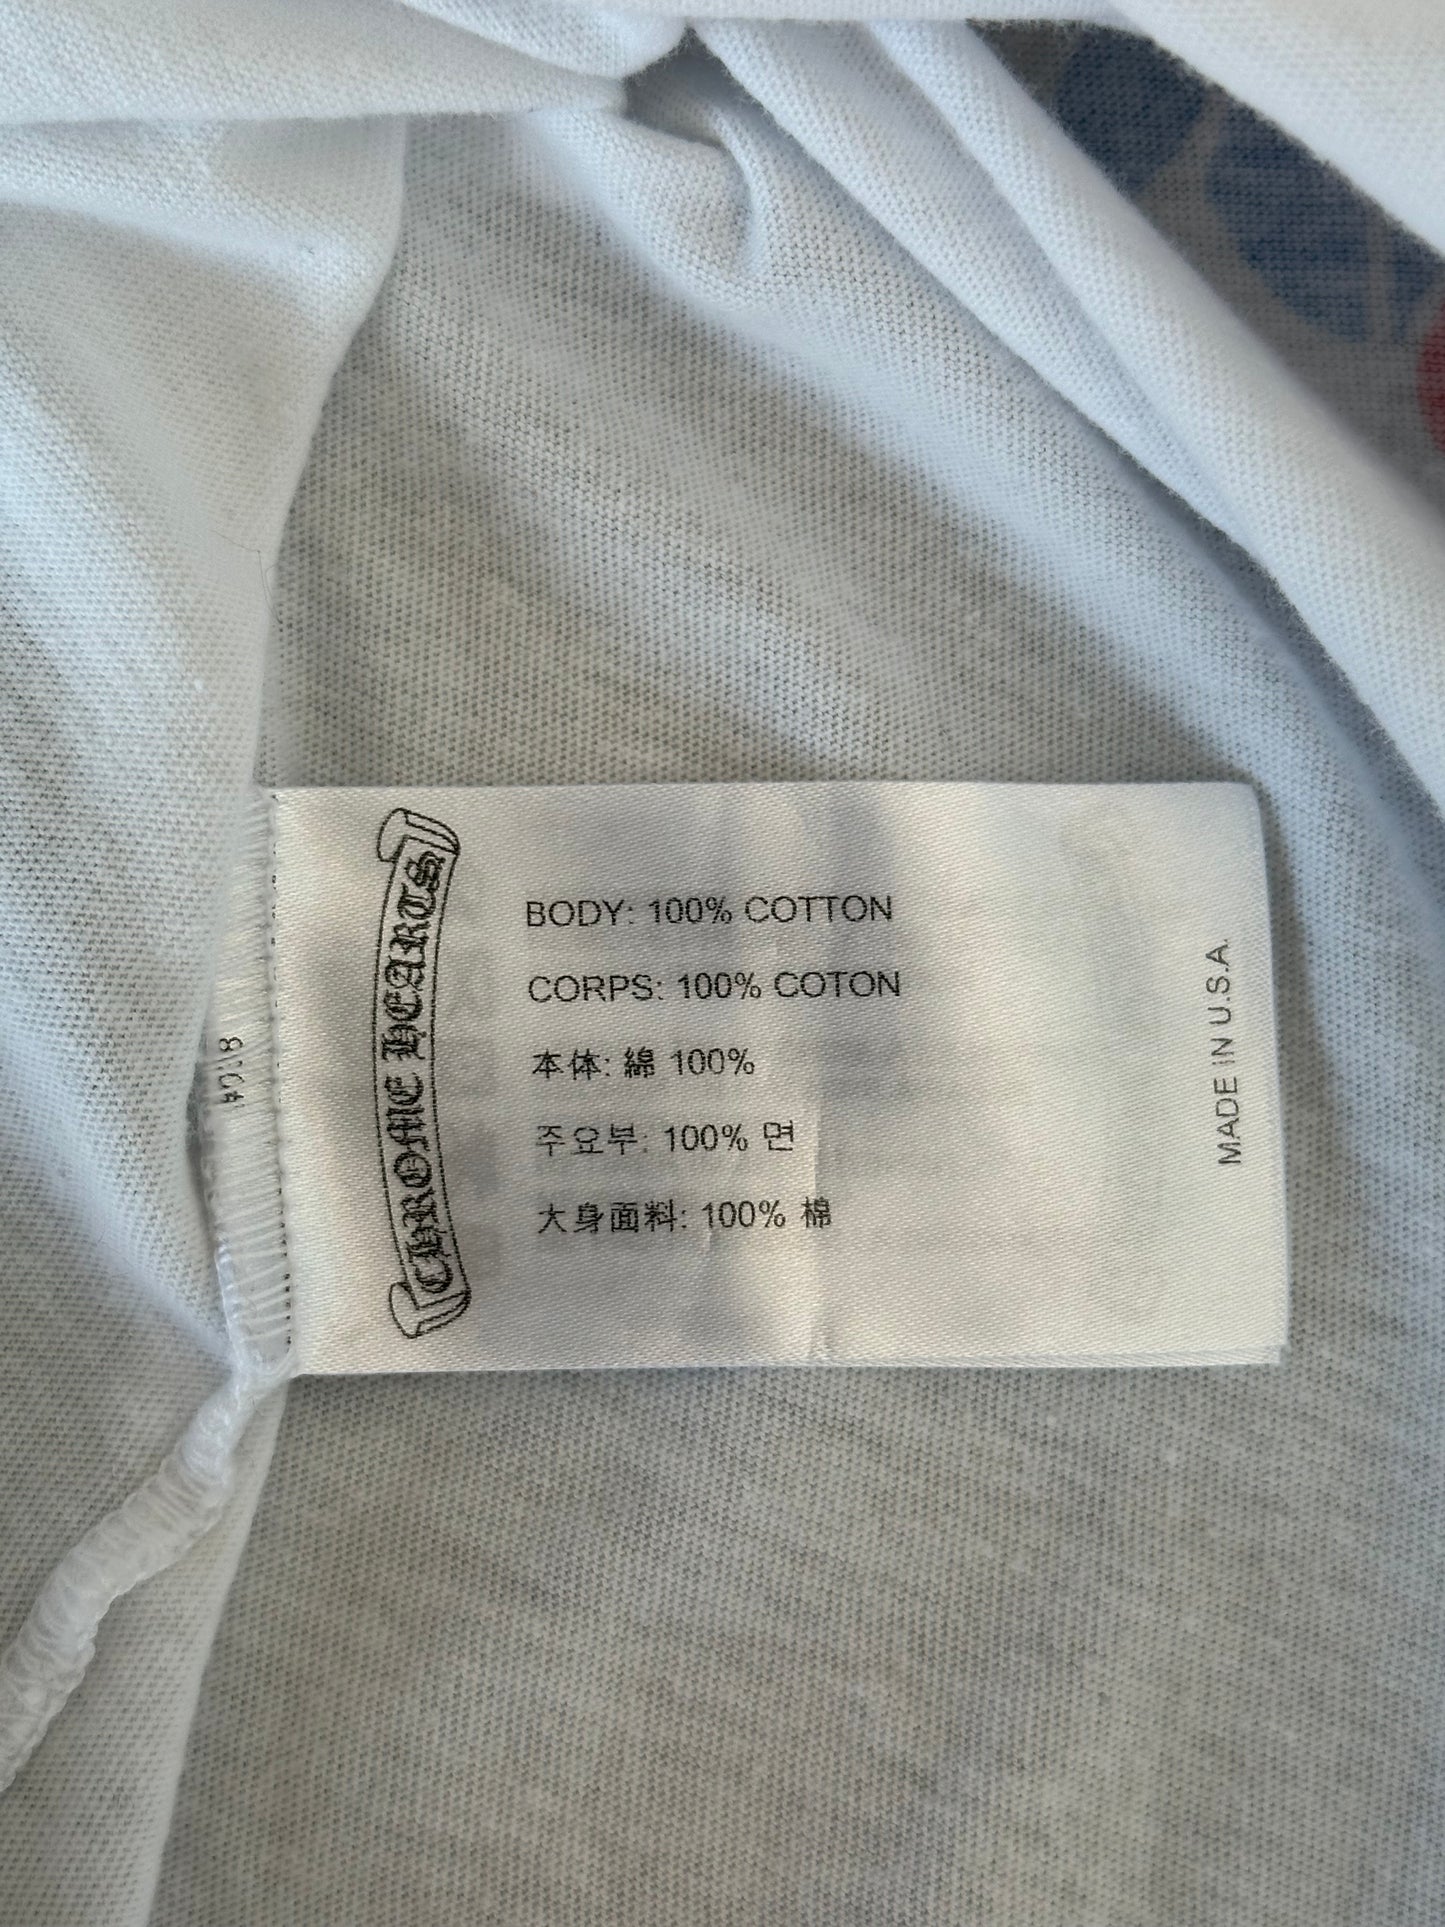 CHROME HEARTS
BODY: 100% COTTON
CORPS: 100% COTON
本体: 綿 100%
주요부: 100% 면
大身面料: 100% 棉
MADE IN U.S.A.